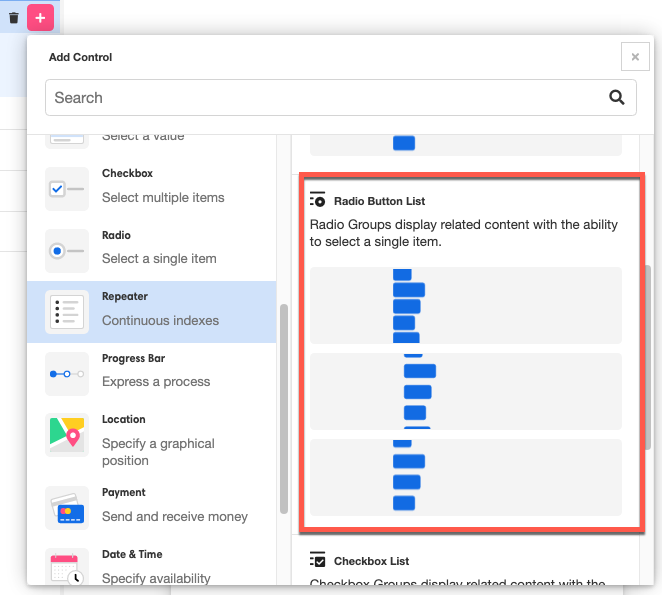 Add Control
Search
Select a value
Checkbox
Select multiple items
Radio
Select a single item
Repeater
Continuous indexes
Progress Bar
Express a process
Location
Specify a graphical
position
Payment
Send and receive money
Date & Time
Specify availability
Radio Button List
Radio Groups display related content with the ability
to select a single item.
Checkbox List
Checkbox Groups display related content with the